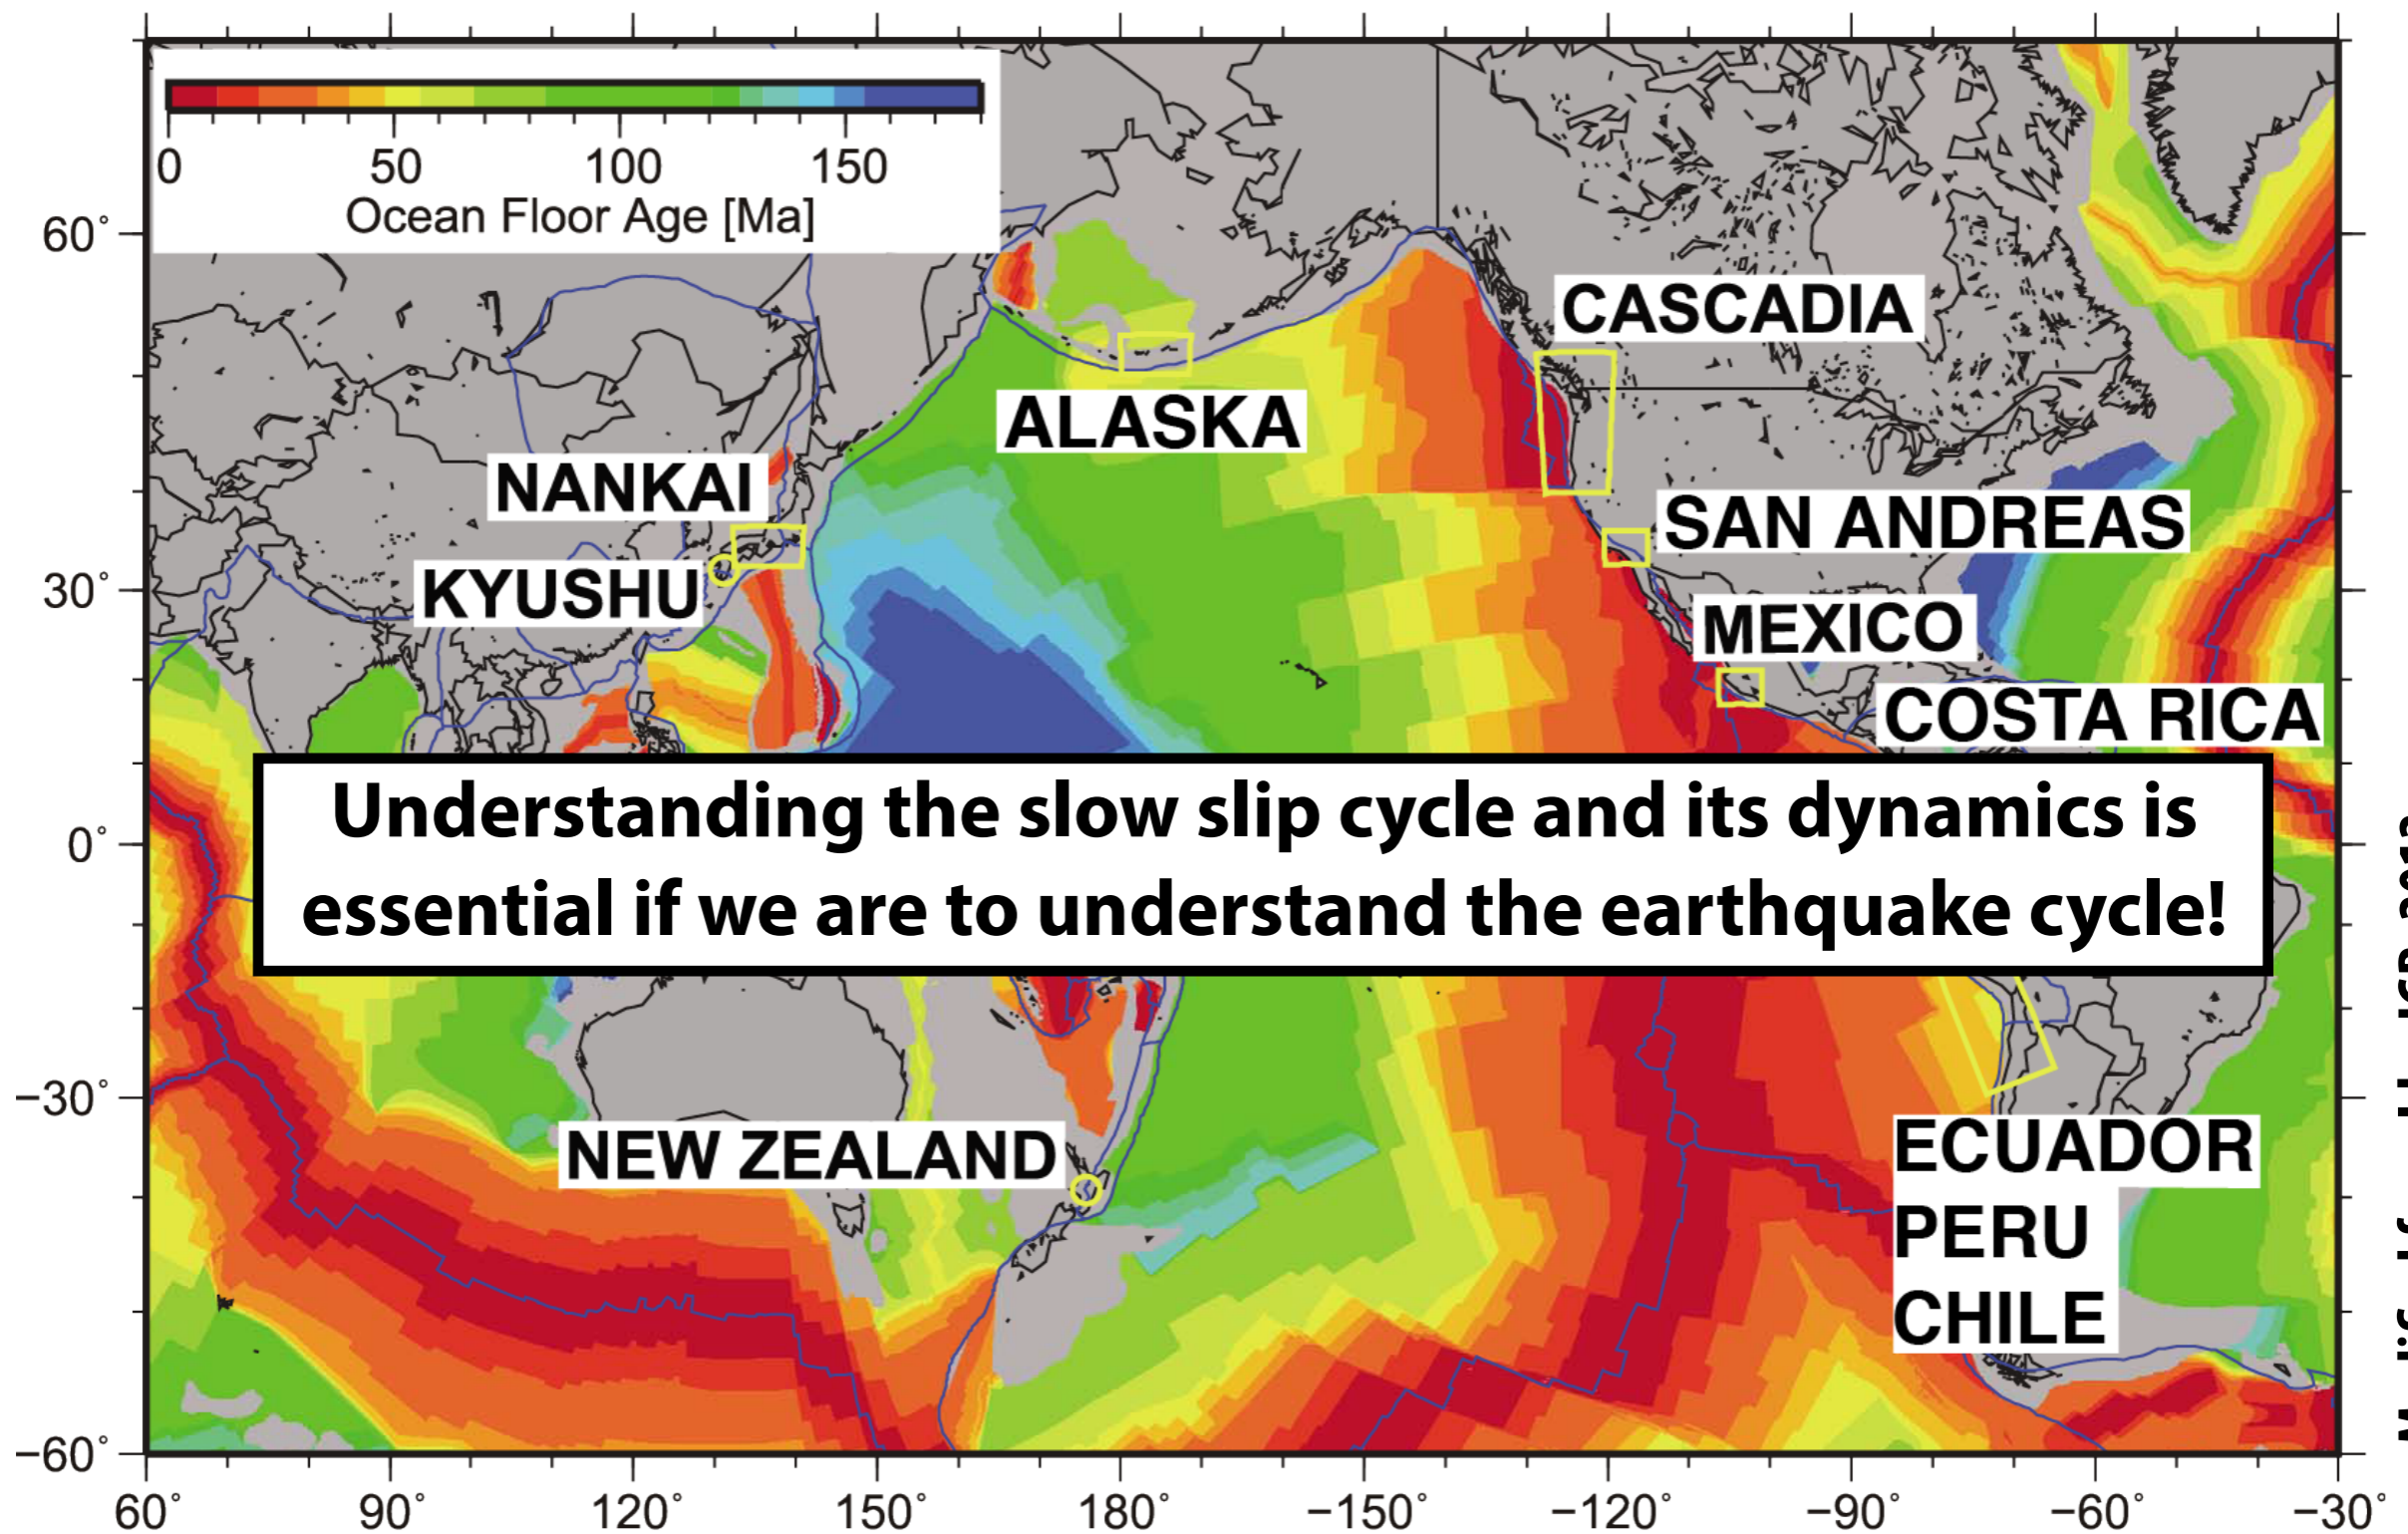 0 50 100 150
Ocean Floor Age [Ma]
60°
30°
0°
−30°
−60°
CASCADIA
ALASKA
NANKAI
SAN ANDREAS
KYUSHU
MEXICO
COSTA RICA
Understanding the slow slip cycle and its dynamics is
essential if we are to understand the earthquake cycle!
NEW ZEALAND
ECUADOR
PERU
CHILE
60° 90° 120° 150° 180° −150° −120° −90° −60° −30°